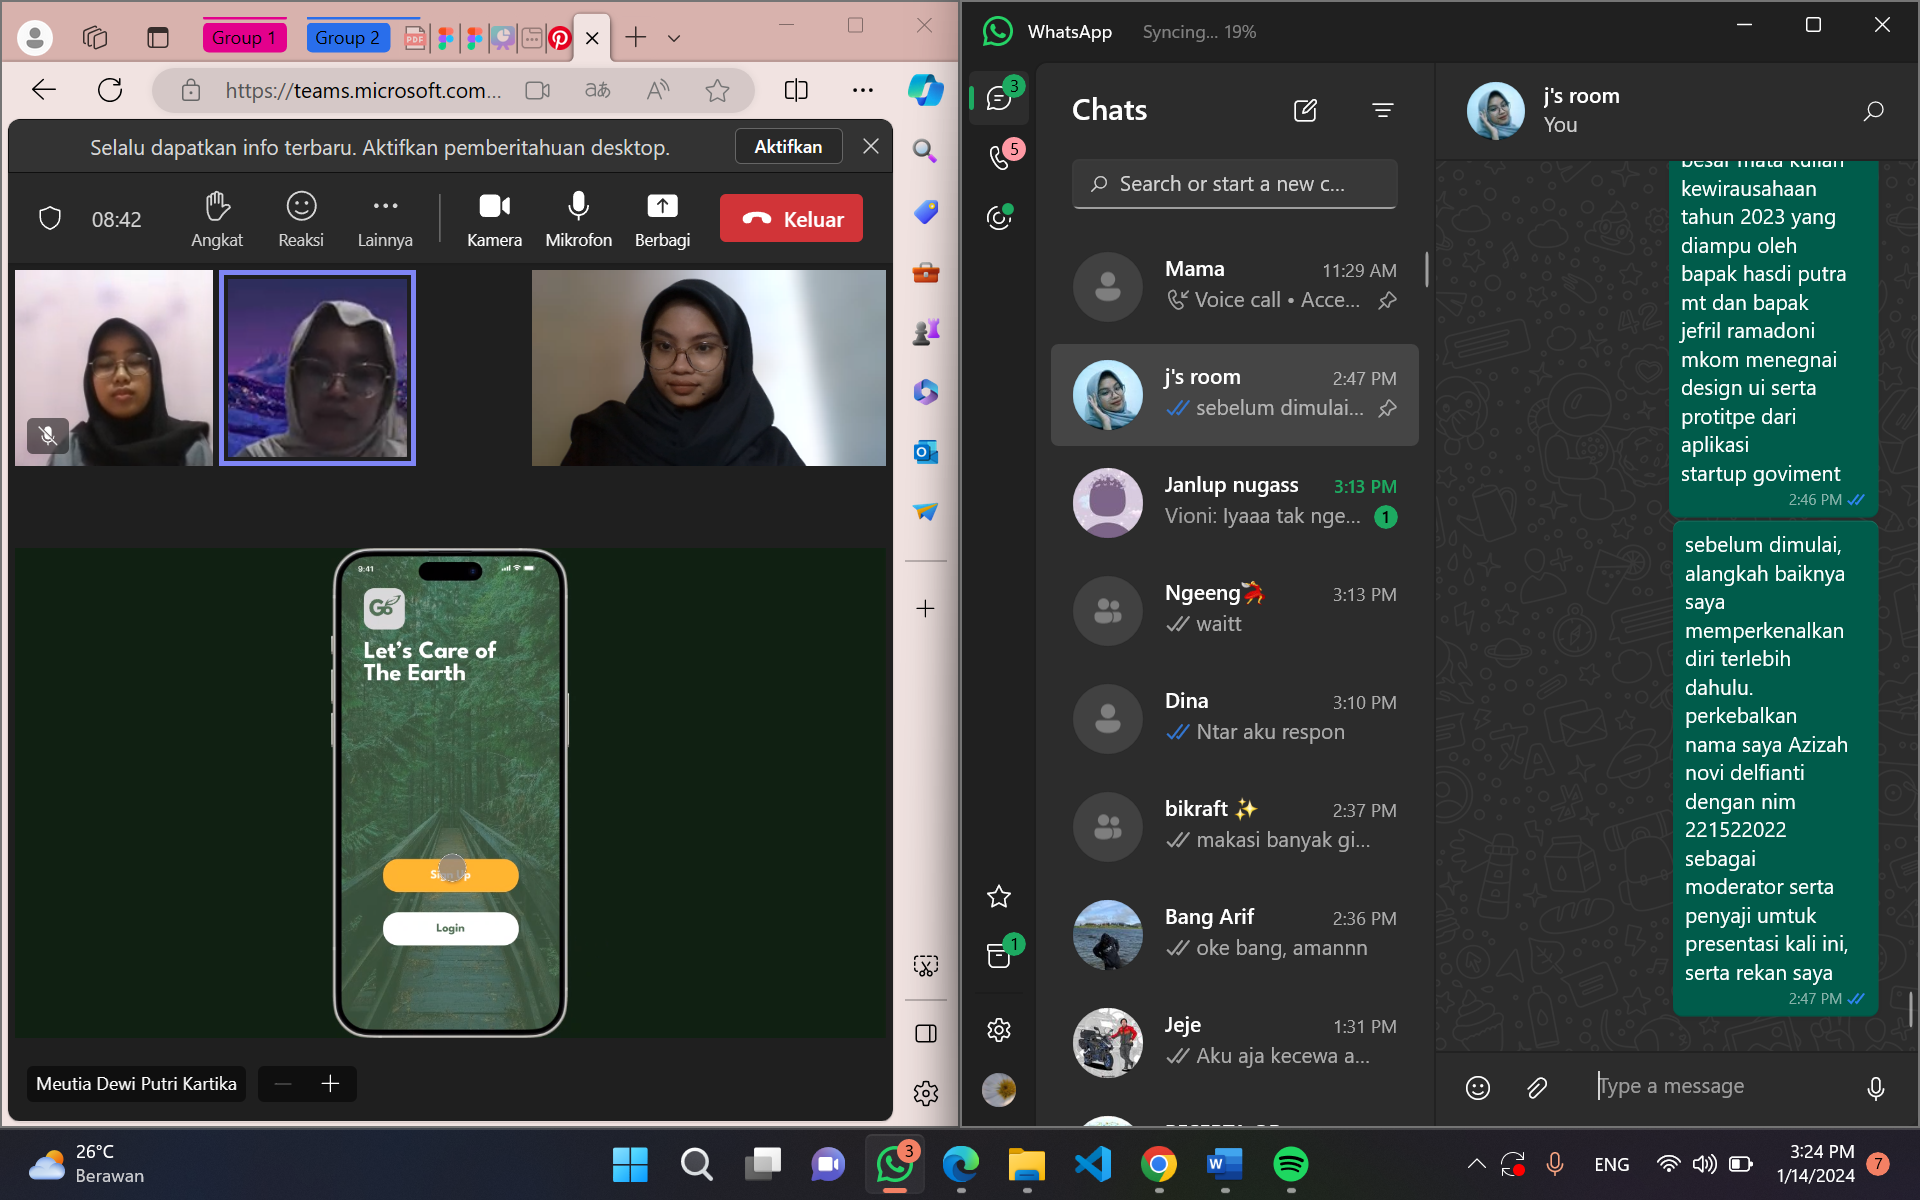 Group 1
Group 2
https://teams.microsoft.com...
Selalu dapatkan info terbaru. Aktifkan pemberitahuan desktop.
Aktifkan
08:42
Angkat
Reaksi
Lainnya
Kamera
Mikrofon
Berbagi
Keluar
9:41
Go
Let's Care of
The Earth
Sign Up
Login
Meutia Dewi Putri Kartika
WhatsApp
Syncing... 19%
3
5
1
Chats
Search or start a new c...
Mama
11:29 AM
Voice call • Acce...
j's room
2:47 PM
sebelum dimulai...
Janlup nugass
3:13 PM
Vioni: Iyaaa tak nge...
1
Ngeeng
3:13 PM
waitt
Dina
3:10 PM
Ntar aku respon
bikraft ✨
2:37 PM
makasi banyak gi...
Bang Arif
2:36 PM
oke bang, amannn
Jeje
1:31 PM
Aku aja kecewa a...
j's room
You
besar mata kuliah
kewirausahaan
tahun 2023 yang
diampu oleh
bapak hasdi putra
mt dan bapak
jefril ramadoni
mkom menegnai
design ui serta
protitpe dari
aplikasi
startup goviment
2:46 PM
sebelum dimulai,
alangkah baiknya
saya
memperkenalkan
diri terlebih
dahulu.
perkebalkan
nama saya Azizah
novi delfianti
dengan nim
221522022
sebagai
moderator serta
penyaji umtuk
presentasi kali ini,
serta rekan saya
2:47 PM
Type a message
26°C
Berawan
3
ENG
3:24 PM
1/14/2024
7